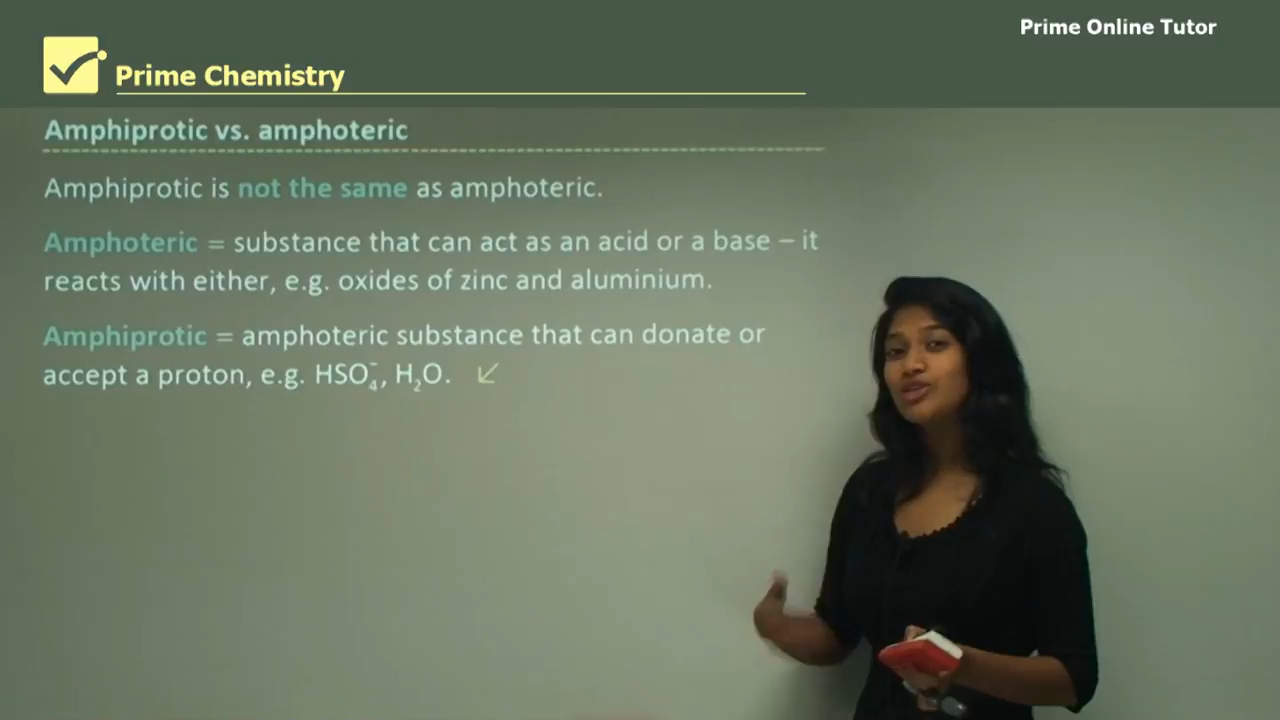 Prime Online Tutor
Prime Chemistry
Amphiprotic vs. amphoteric
Amphiprotic is not the same as amphoteric.
Amphoteric = substance that can act as an acid or a base – it
reacts with either, e.g. oxides of zinc and aluminium.
Amphiprotic = amphoteric substance that can donate or
accept a proton, e.g. HSO₄⁻, H₂O. ↙